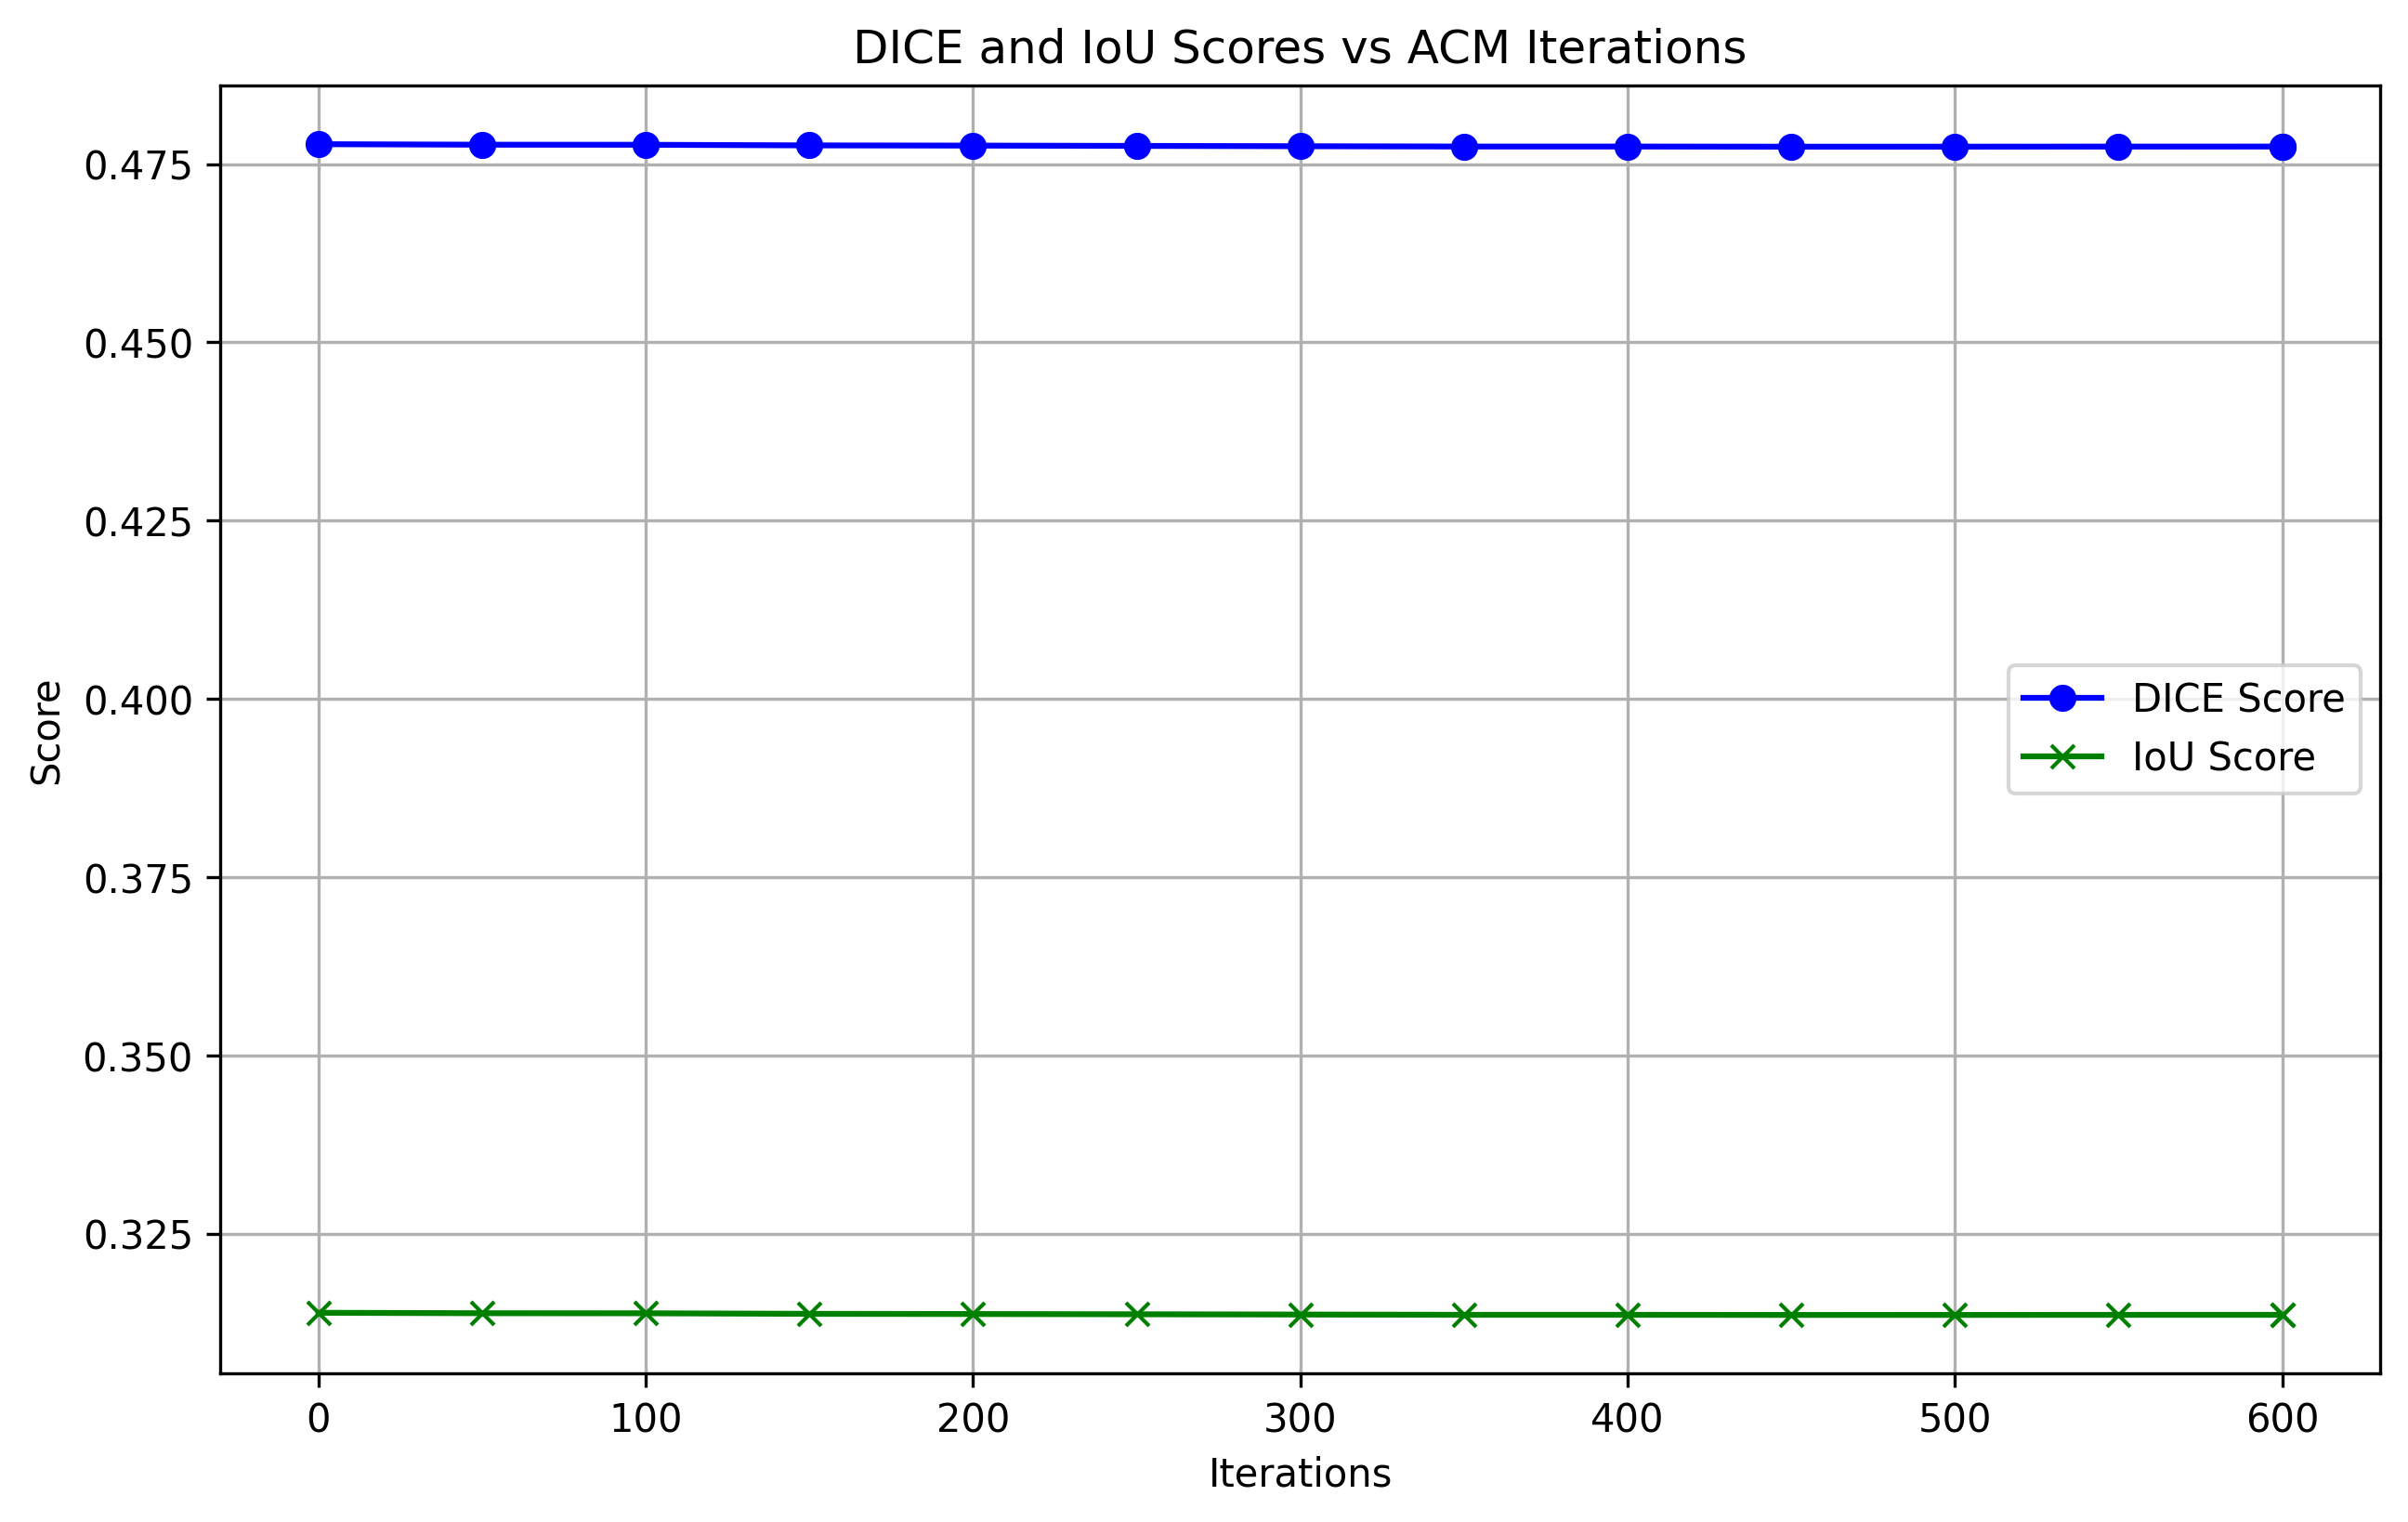 DICE and IoU Scores vs ACM Iterations
0.475
0.450
0.425
0.400
0.375
0.350
0.325
Score
DICE Score
IoU Score
0 100 200 300 400 500 600
Iterations